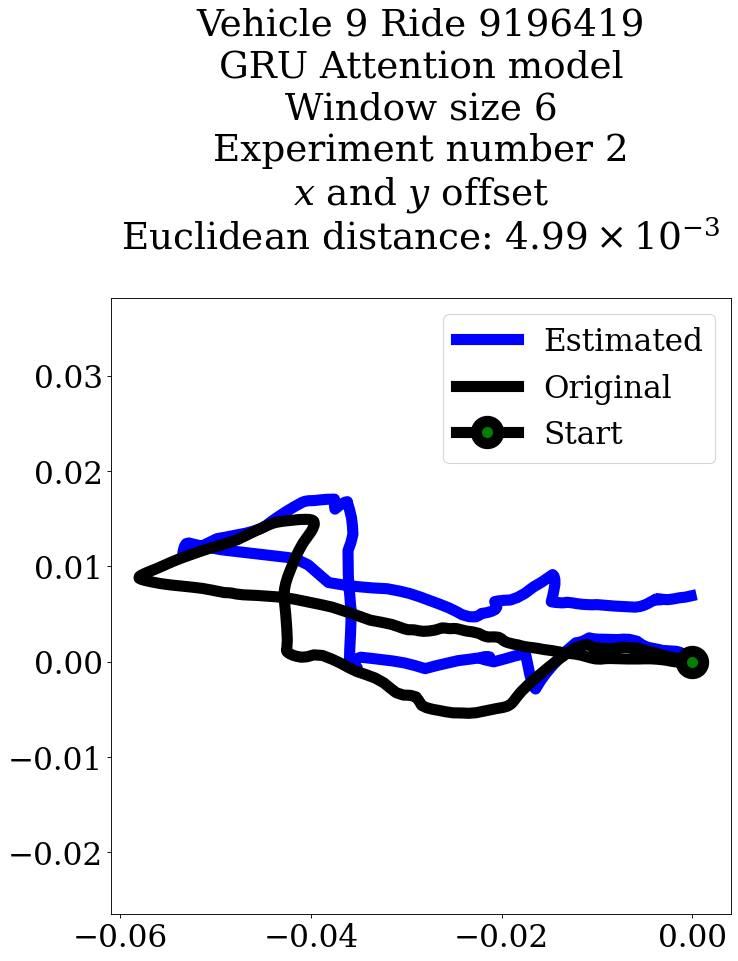 Vehicle 9 Ride 9196419
GRU Attention model
Window size 6
Experiment number 2
x and y offset
Euclidean distance: 4.99 × 10⁻³
Estimated
Original
Start
0.03
0.02
0.01
0.00
−0.01
−0.02
−0.06 −0.04 −0.02 0.00